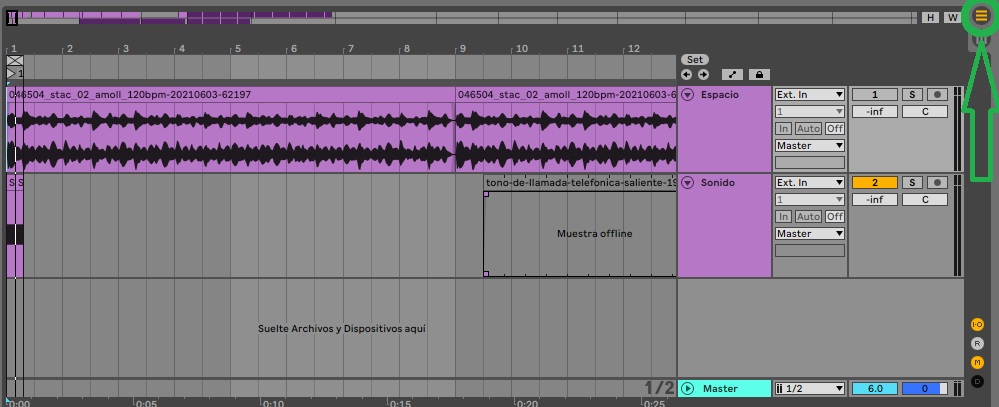 H W
1 2 3 4 5 6 7 8 9 10 11 12
Set
1
046504_stac_02_amoll_120bpm-20210603-62197
046504_stac_02_amoll_120bpm-20210603-6
Espacio
Ext. In
1
In Auto Off
Master
1 S
-inf C
S S
tono-de-llamada-telefonica-saliente-19
Muestra offline
Sonido
Ext. In
1
In Auto Off
Master
2 S
-inf C
Suelte Archivos y Dispositivos aquí
I·O
R
M
D
1/2
Master
1/2
6.0
0
0:00 0:05 0:10 0:15 0:20 0:25